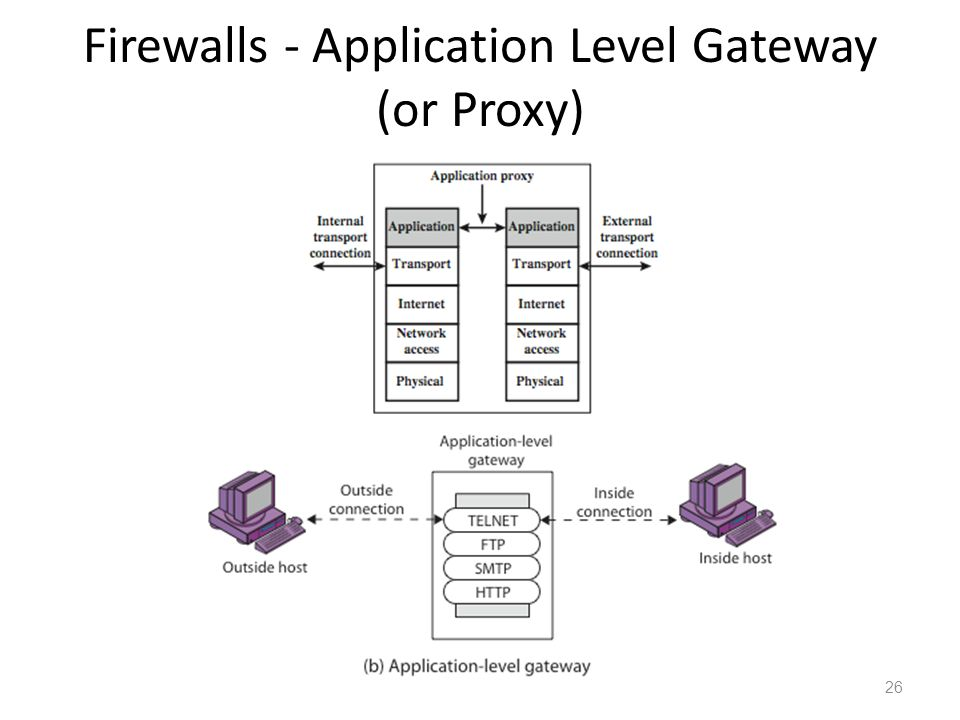 Firewalls - Application Level Gateway
(or Proxy)
Application proxy
Internal
transport
connection
Application
Application
External
transport
connection
Transport
Transport
Internet
Internet
Network
access
Network
access
Physical
Physical
Application-level
gateway
Outside
connection
Inside
connection
TELNET
FTP
SMTP
HTTP
Outside host
Inside host
(b) Application-level gateway
26